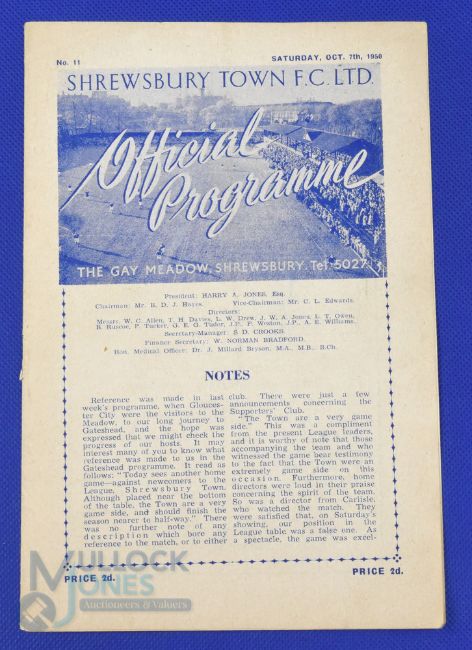 No. 11 SATURDAY, OCT. 7th, 1950
SHREWSBURY TOWN F.C. LTD.
Official
Programme
THE GAY MEADOW, SHREWSBURY. Tel. 5027
President: HARRY A. JONES, Esq.
Chairman: Mr. R. D. J. Hayes. Vice-Chairman: Mr. C. L. Edwards.
Directors:
Messrs. W. C. Allen, T. H. Davies, L. W. Drew, J. W. A. Jones, L. T. Owen,
R. Ruscoe, P. Tucker, G. E. G. Tudor, J.P., F. Weston, J.P., A. E. Williams.
Secretary-Manager: S. D. CROOKS.
Finance Secretary: W. NORMAN BRADFORD.
Hon. Medical Officer: Dr. J. Millard Bryson, M.A., M.B., B.Ch.
NOTES
Reference was made in last
week's programme, when Glouces-
ter City were the visitors to the
Meadow, to our long journey to
Gateshead, and the hope was
expressed that we might check the
progress of our hosts. It may
interest many of you to know what
reference was made to us in the
Gateshead programme. It read as
follows: "Today sees another home
game—against newcomers to the
League, Shrewsbury Town.
Although placed near the bottom
of the table, the Town are a very
game side, and should finish the
season nearer to half-way." There
was no further note of any
description which bore any
reference to the match, or to either
club. There were just a few
announcements concerning the
Supporters' Club.
"The Town are a very game
side." This was a compliment
from the present League leaders,
and it is worthy of note that those
accompanying the team and who
witnessed the game bear testimony
to the fact that the Town were an
extremely game side on this
occasion. Furthermore, home
directors were loud in their praise
concerning the spirit of the team.
So was a director from Carlisle,
who watched the match. They
were satisfied that, on Saturday's
showing, our position in the
League table was a false one. As
a spectacle, the game was excel-
PRICE 2d. PRICE 2d.
MULLOCK
JONES
Auctioneers & Valuers